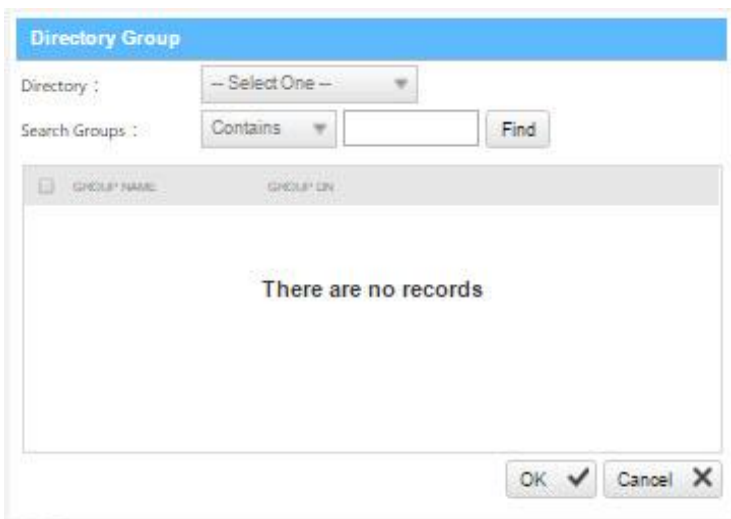 Directory Group
Directory :
-- Select One --
Search Groups :
Contains
Find
GROUP NAME
GROUP DN
There are no records
OK
Cancel